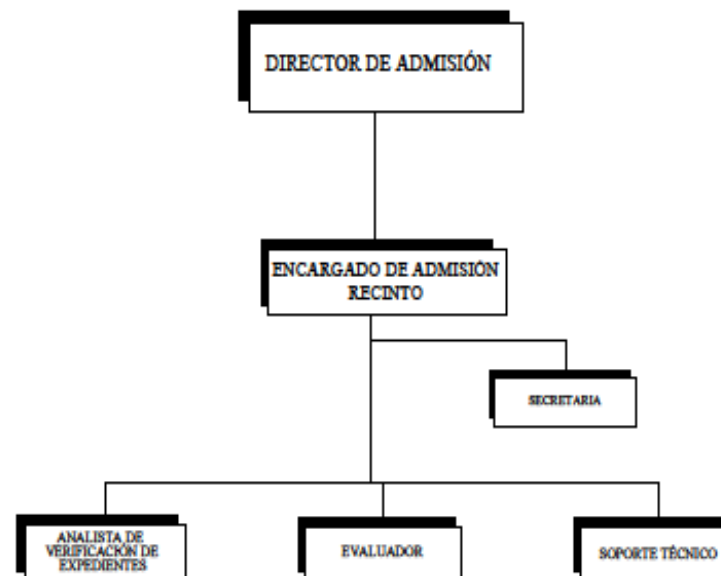 DIRECTOR DE ADMISIÓN
ENCARGADO DE ADMISIÓN
RECINTO
SECRETARIA
ANALISTA DE
VERIFICACIÓN DE
EXPEDIENTES
EVALUADOR
SOPORTE TÉCNICO